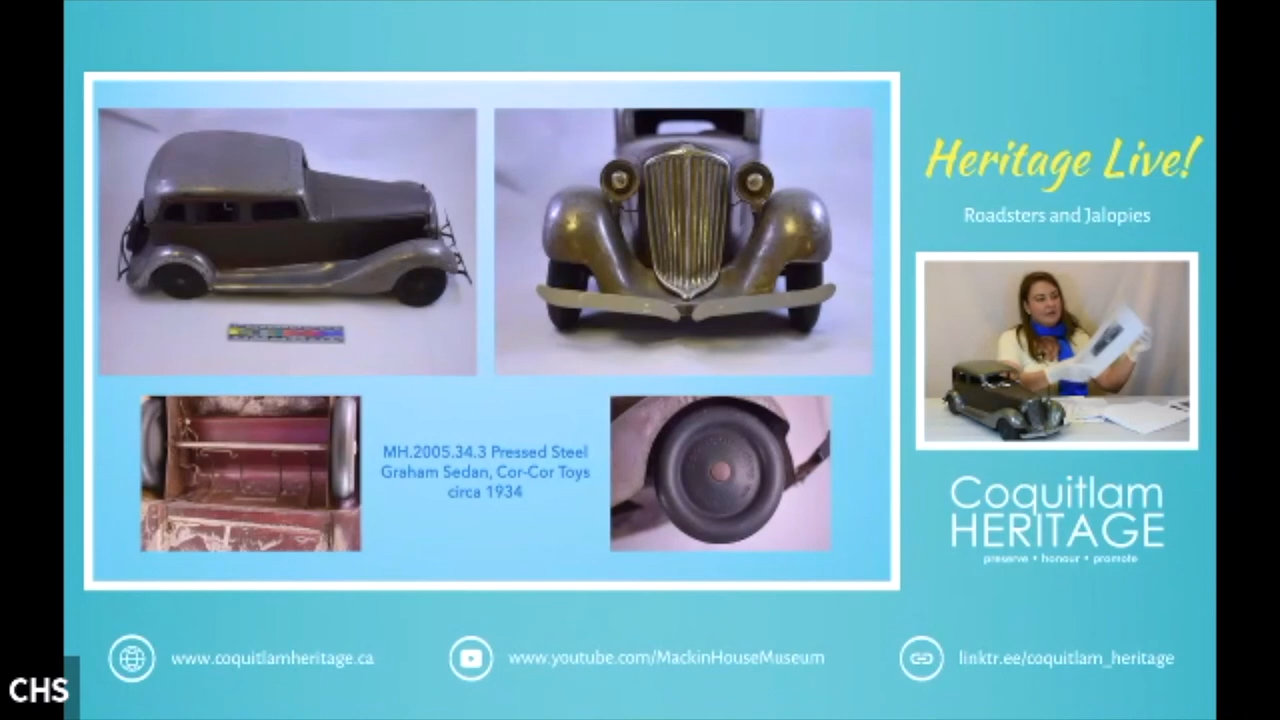 Heritage Live!
Roadsters and Jalopies
MH.2005.34.3 Pressed Steel
Graham Sedan, Cor-Cor Toys
circa 1934
Coquitlam
HERITAGE
preserve • honour • promote
www.coquitlamheritage.ca
www.youtube.com/MackinHouseMuseum
linktr.ee/coquitlam_heritage
CHS